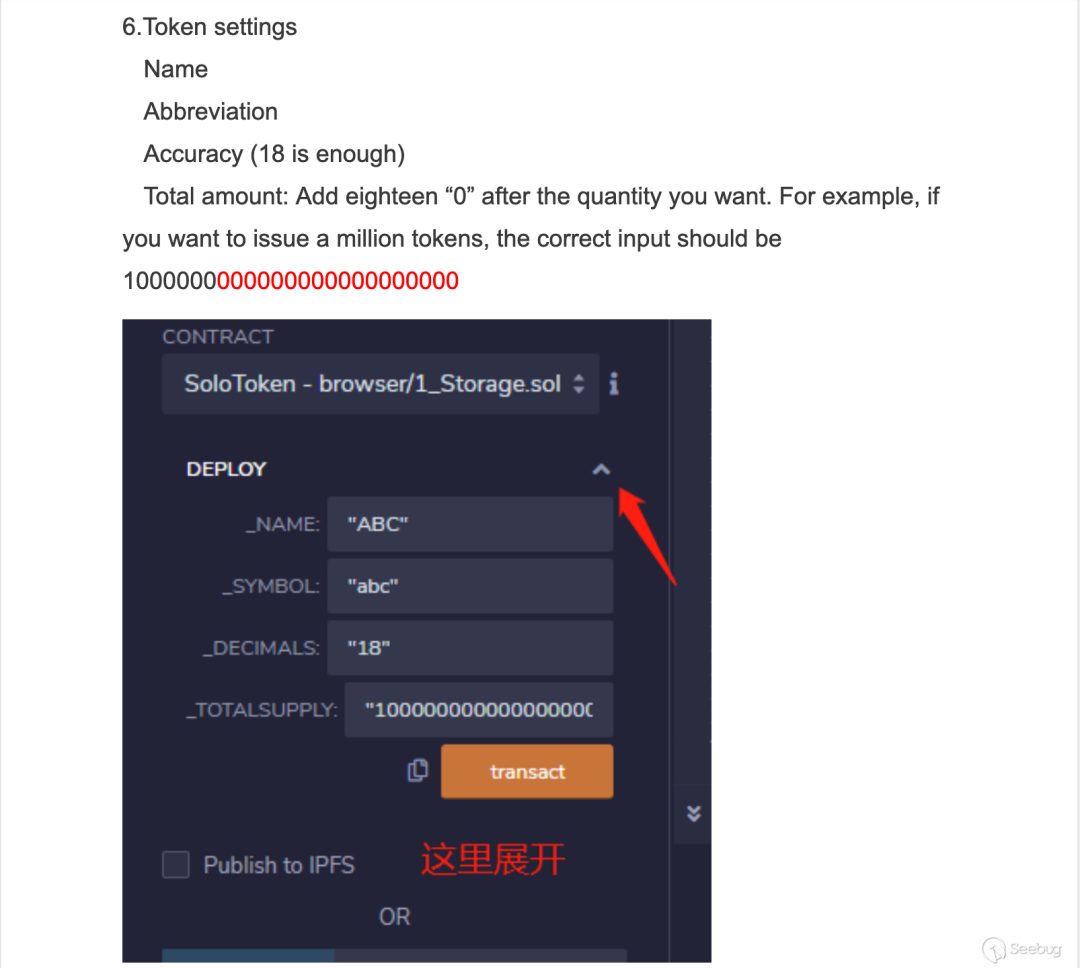 6.Token settings
Name
Abbreviation
Accuracy (18 is enough)
Total amount: Add eighteen “0” after the quantity you want. For example, if
you want to issue a million tokens, the correct input should be
1000000000000000000000000
CONTRACT
SoloToken - browser/1_Storage.sol
DEPLOY
_NAME: "ABC"
_SYMBOL: "abc"
_DECIMALS: "18"
_TOTALSUPPLY: "1000000000000000000
transact
Publish to IPFS
这里展开
OR
Seebug